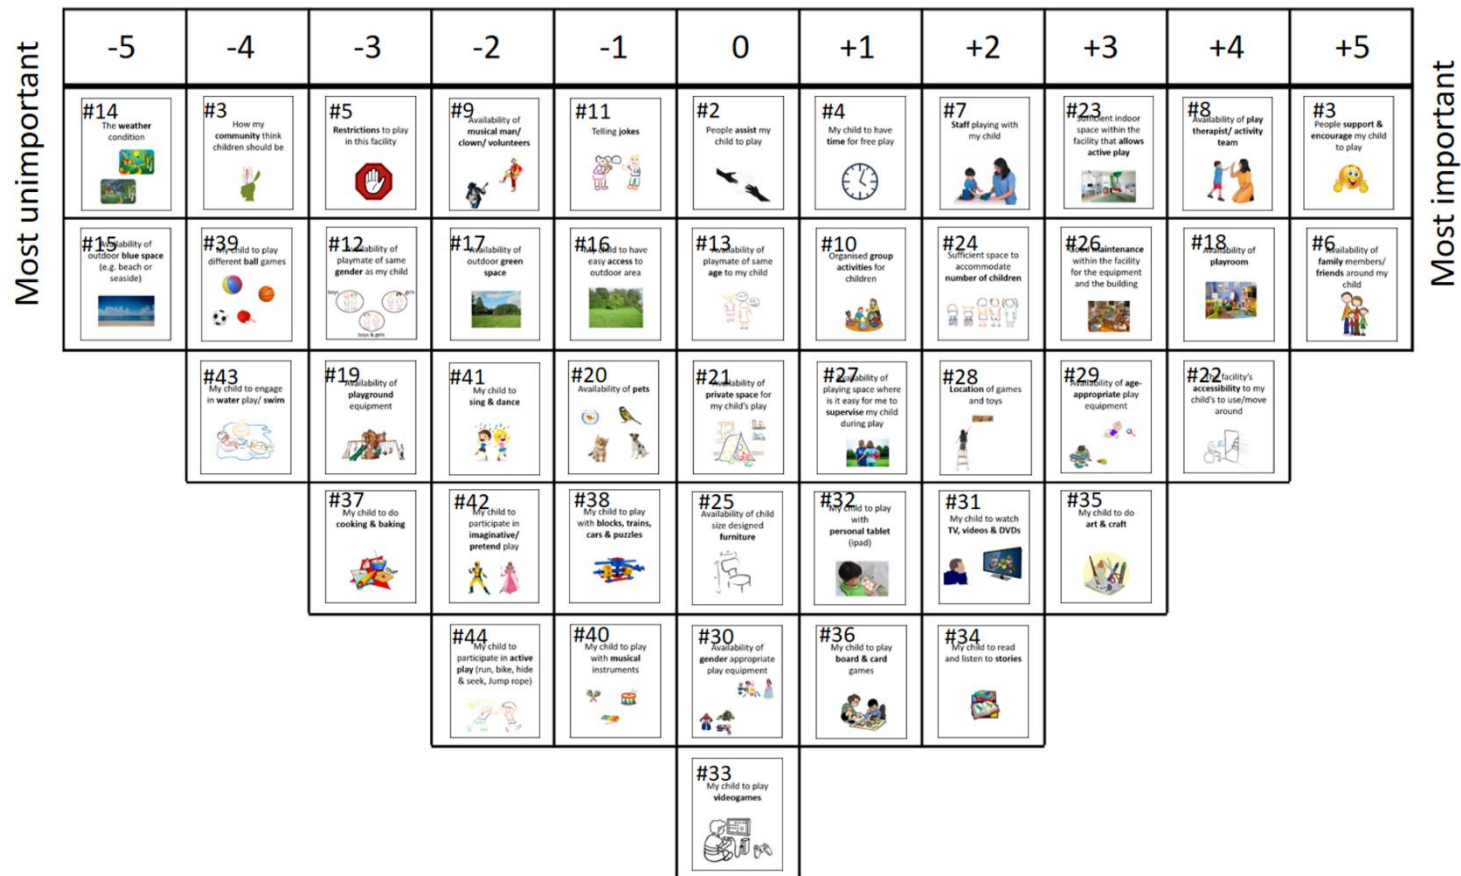 Most unimportant
-5 -4 -3 -2 -1 0 +1 +2 +3 +4 +5
Most important
#14
The weather
condition
#3
How my
community think
children should be
#5
Restrictions to play
in this facility
#9
Availability of
musical man/
clown/ volunteers
#11
Telling jokes
#2
People assist my
child to play
#4
My child to have
time for free play
#7
Staff playing with
my child
#23
Sufficient indoor
space within the
facility that allows
active play
#8
Availability of play
therapist/ activity
team
#3
People support &
encourage my child
to play
#15
Availability of
outdoor blue space
(e.g. beach or
seaside)
#39
My child to play
different ball games
#12
Availability of
playmate of same
gender as my child
boys
girls
boys & girls
#17
Availability of
outdoor green
space
#16
My child to have
easy access to
outdoor area
#13
Availability of
playmate of same
age to my child
#10
Organised group
activities for
children
#24
Sufficient space to
accommodate
number of children
#26
Good maintenance
within the facility
for the equipment
and the building
#18
Availability of
playroom
#6
Availability of
family members/
friends around my
child
#43
My child to engage
in water play/ swim
#19
Availability of
playground
equipment
#41
My child to
sing & dance
#20
Availability of pets
#21
Availability of
private space for
my child's play
#27
Availability of
playing space where
is it easy for me to
supervise my child
during play
#28
Location of games
and toys
#29
Availability of age-
appropriate play
equipment
#22
facility's
accessibility to my
child's to use/move
around
#37
My child to do
cooking & baking
#42
My child to
participate in
imaginative/
pretend play
#38
My child to play
with blocks, trains,
cars & puzzles
#25
Availability of child
size designed
furniture
#32
My child to play
with
personal tablet
(ipad)
#31
My child to watch
TV, videos & DVDs
#35
My child to do
art & craft
#44
My child to
participate in active
play (run, bike, hide
& seek, Jump rope)
#40
My child to play
with musical
instruments
#30
Availability of
gender appropriate
play equipment
#36
My child to play
board & card
games
#34
My child to read
and listen to stories
#33
My child to play
videogames